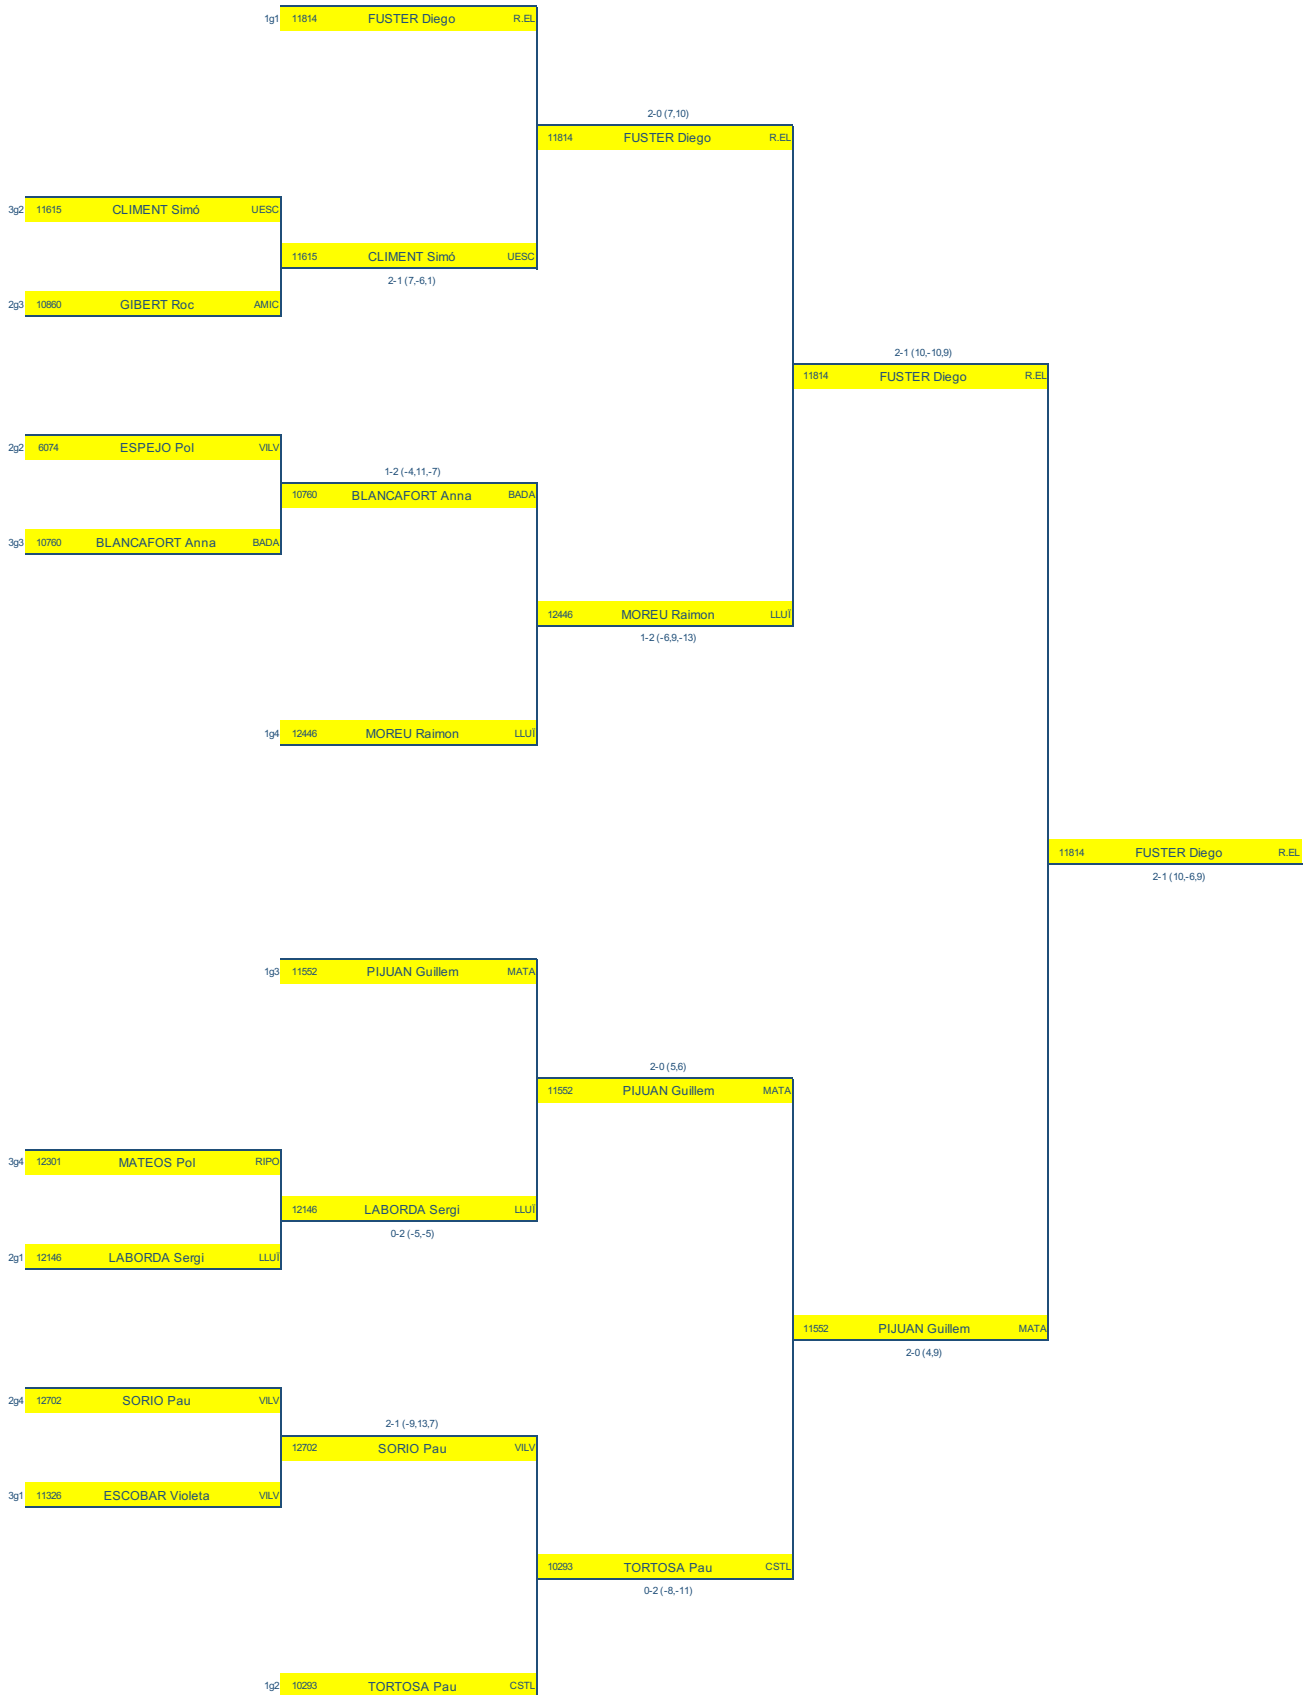 1g1 11814 FUSTER Diego R.EL
2-0 (7,10)
11814 FUSTER Diego R.EL
3g2 11615 CLIMENT Simó UESC
11615 CLIMENT Simó UESC
2-1 (7,-6,1)
2g3 10860 GIBERT Roc AMIC
2-1 (10,-10,9)
11814 FUSTER Diego R.EL
2g2 6074 ESPEJO Pol VILV
1-2 (-4,11,-7)
10760 BLANCAFORT Anna BADA
3g3 10760 BLANCAFORT Anna BADA
12446 MOREU Raimon LLUÏ
1-2 (-6,9,-13)
1g4 12446 MOREU Raimon LLUÏ
11814 FUSTER Diego R.EL
2-1 (10,-6,9)
1g3 11552 PIJUAN Guillem MATA
2-0 (5,6)
11552 PIJUAN Guillem MATA
3g4 12301 MATEOS Pol RIPO
12146 LABORDA Sergi LLUÏ
0-2 (-5,-5)
2g1 12146 LABORDA Sergi LLUÏ
11552 PIJUAN Guillem MATA
2-0 (4,9)
2g4 12702 SORIO Pau VILV
2-1 (-9,13,7)
12702 SORIO Pau VILV
3g1 11326 ESCOBAR Violeta VILV
10293 TORTOSA Pau CSTL
0-2 (-8,-11)
1g2 10293 TORTOSA Pau CSTL